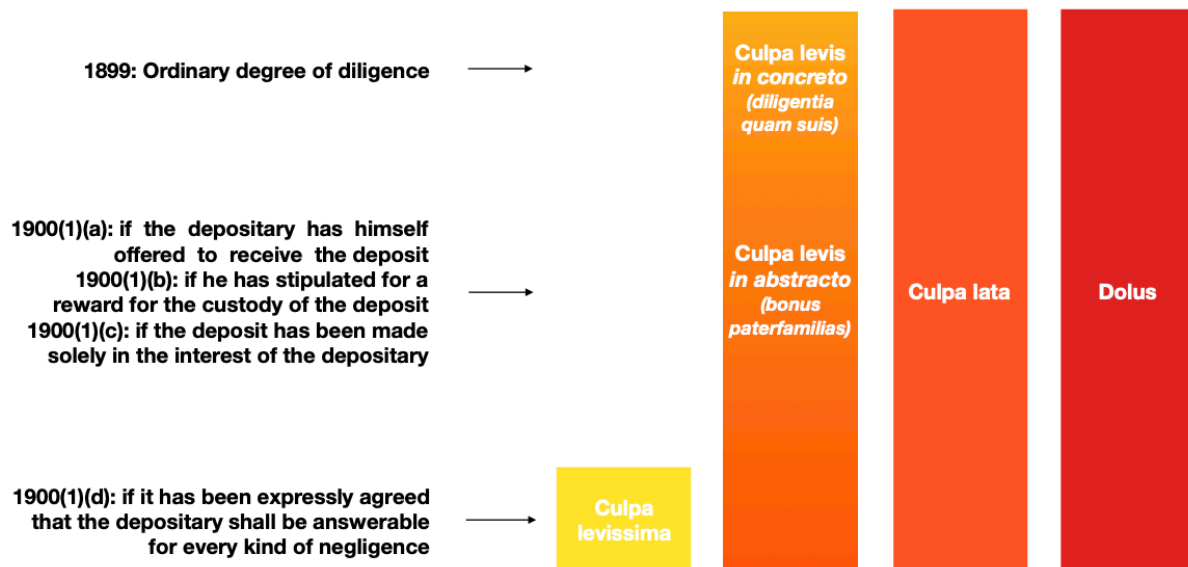 1899: Ordinary degree of diligence
Culpa levis
in concreto
(diligentia
quam suis)
1900(1)(a): if the depositary has himself
offered to receive the deposit
1900(1)(b): if he has stipulated for a
reward for the custody of the deposit
1900(1)(c): if the deposit has been made
solely in the interest of the depositary
Culpa levis
in abstracto
(bonus
paterfamilias)
Culpa lata
Dolus
1900(1)(d): if it has been expressly agreed
that the depositary shall be answerable
for every kind of negligence
Culpa
levissima